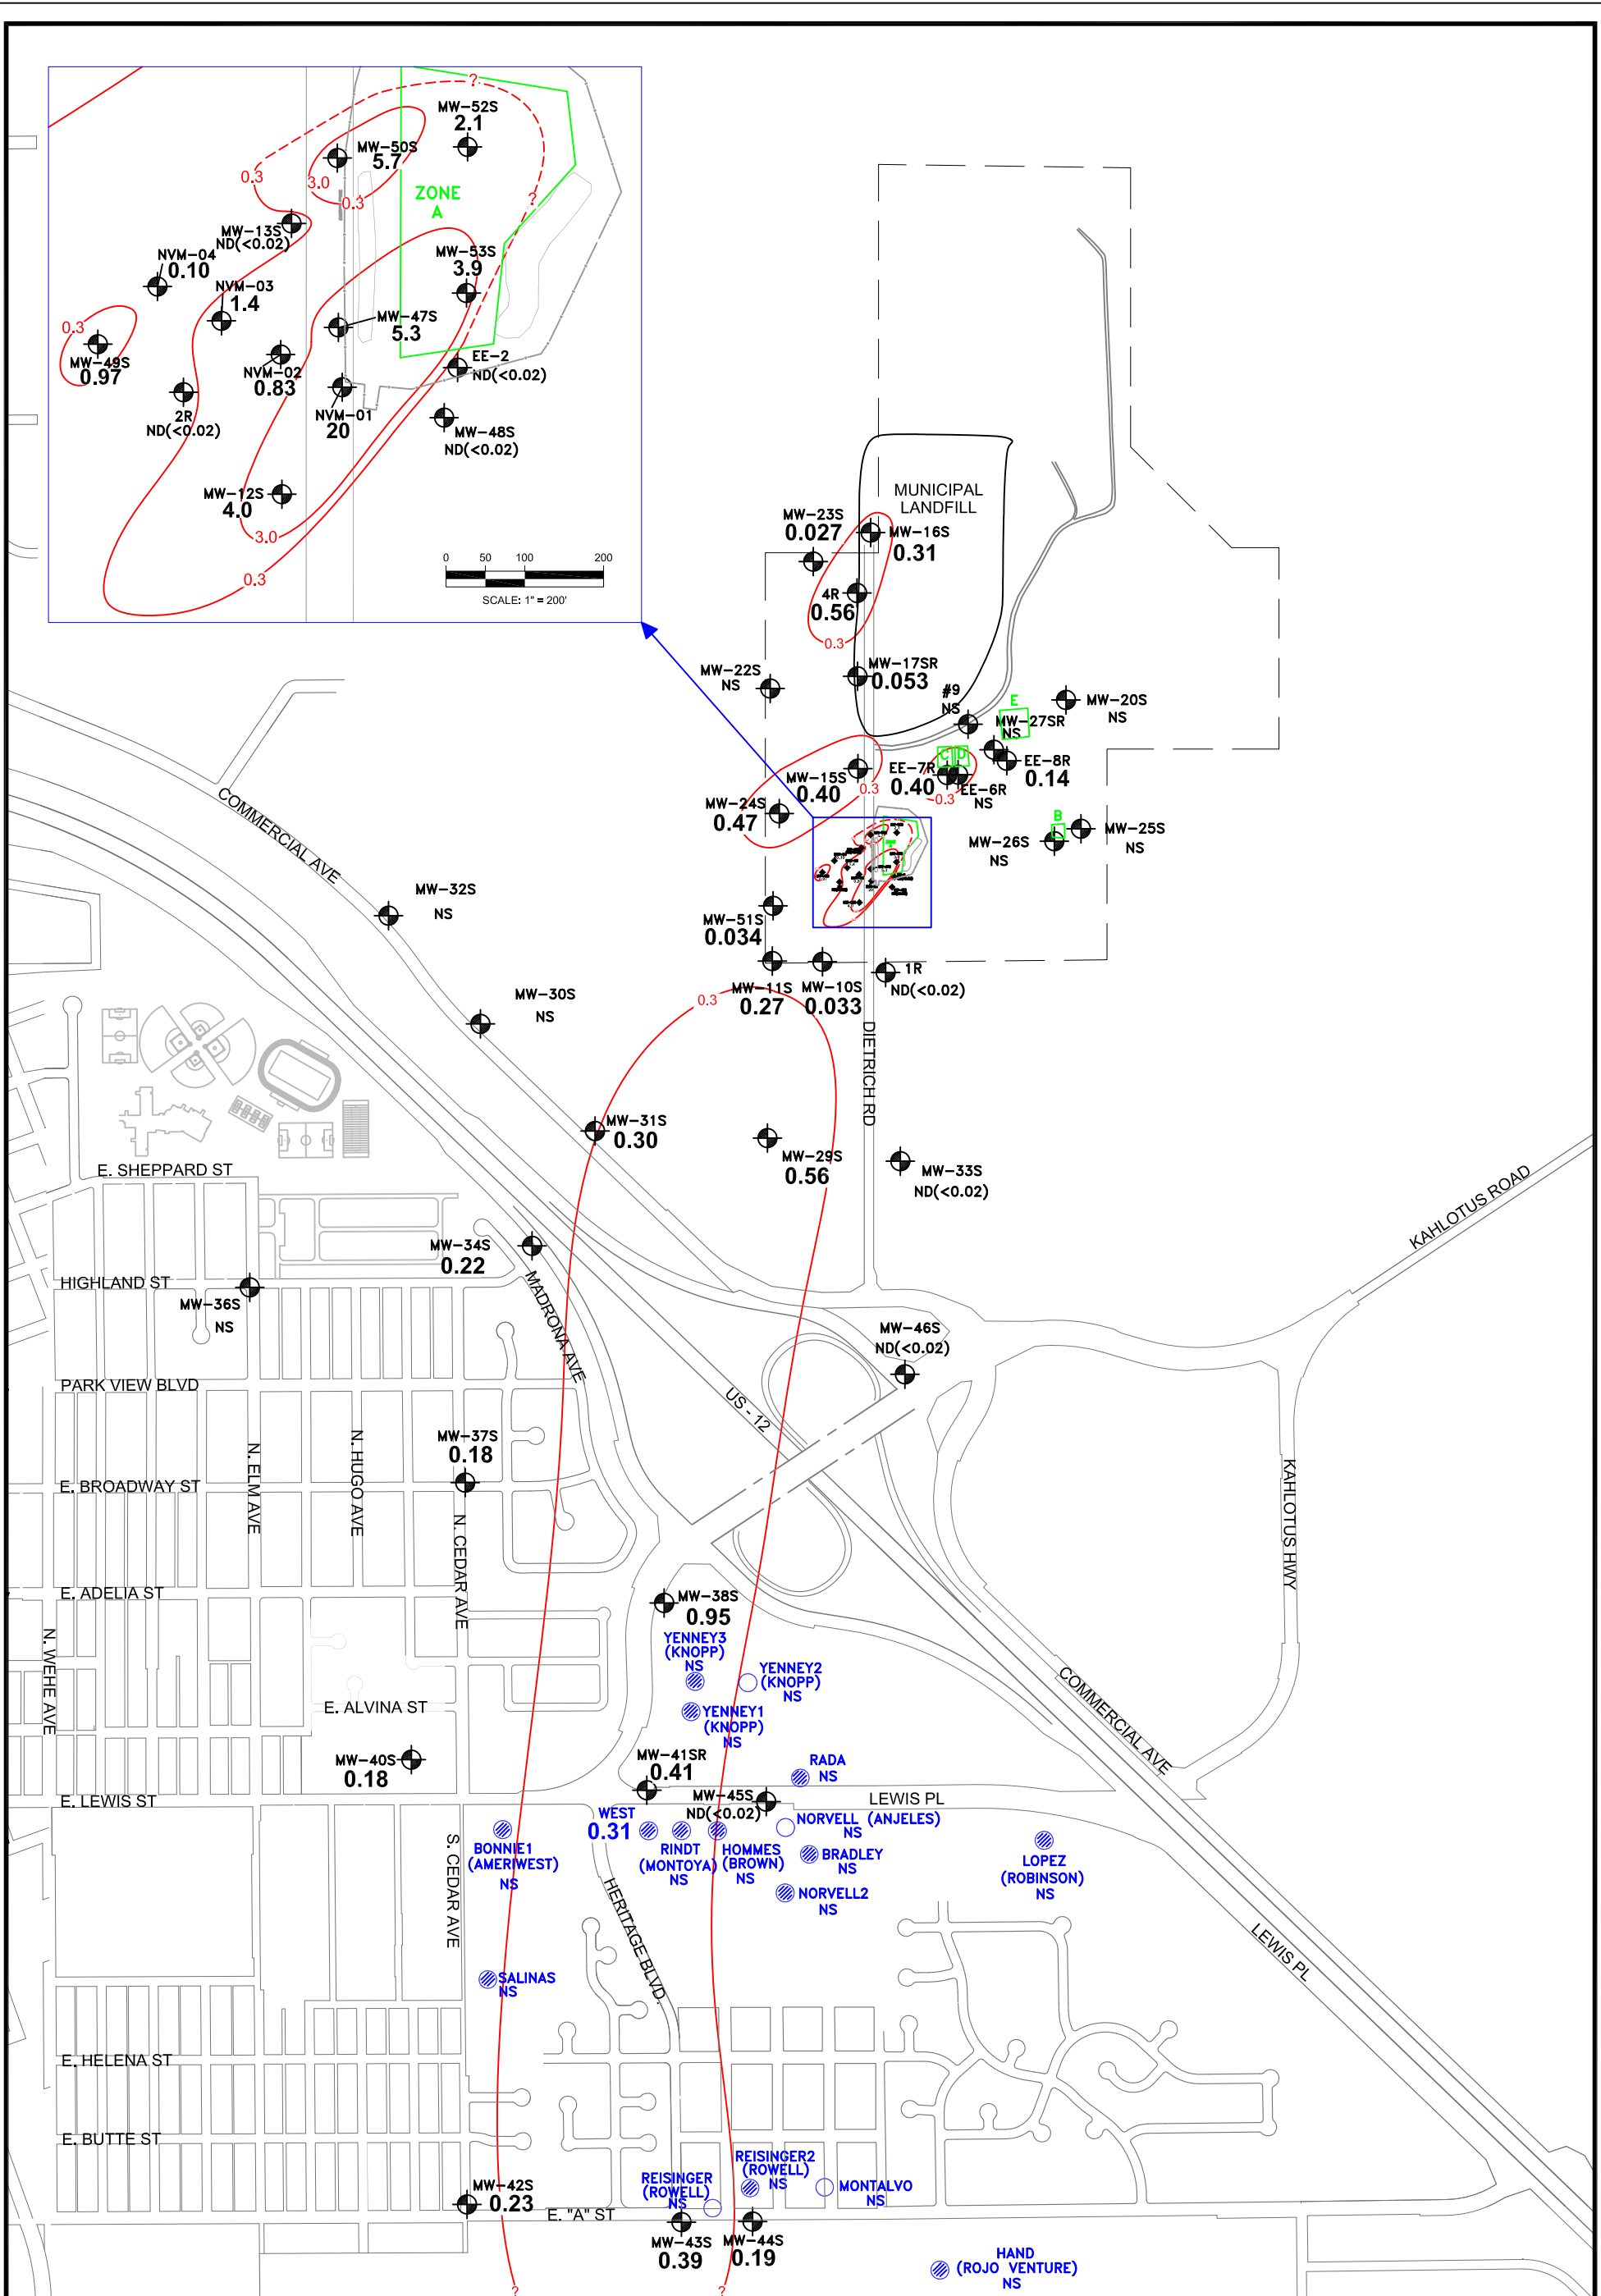 ?
MW-52S
2.1
MW-50S
5.7
0.3
3.0
0.3
ZONE
A
?
MW-13S
ND(<0.02)
NVM-04
0.10
MW-53S
3.9
NVM-03
1.4
0.3
MW-47S
5.3
MW-49S
0.97
NVM-02
0.83
EE-2
ND(<0.02)
2R
ND(<0.02)
NVM-01
20
MW-48S
ND(<0.02)
MW-12S
4.0
3.0
0.3
0 50 100 200
SCALE: 1" = 200'
MUNICIPAL
LANDFILL
MW-23S
0.027
MW-16S
0.31
4R
0.56
0.3
MW-22S
NS
MW-17SR
0.053
#9
NS
E
MW-20S
NS
MW-27SR
NS
C D
EE-8R
0.14
EE-7R
0.40
EE-6R
NS
0.3
MW-15S
0.40
0.3
MW-24S
0.47
B
MW-25S
NS
MW-26S
NS
MW-51S
0.034
MW-11S
0.27
MW-10S
0.033
1R
ND(<0.02)
0.3
COMMERCIAL AVE
MW-32S
NS
MW-30S
NS
DIETRICH RD
MW-31S
0.30
MW-29S
0.56
MW-33S
ND(<0.02)
KAHLOTUS ROAD
E. SHEPPARD ST
MW-34S
0.22
HIGHLAND ST
MW-36S
NS
MADRONA AVE
MW-46S
ND(<0.02)
PARK VIEW BLVD
US - 12
MW-37S
0.18
N. ELM AVE
N. HUGO AVE
E. BROADWAY ST
N. CEDAR AVE
KAHLOTUS HWY
E. ADELIA ST
MW-38S
0.95
N. WEHE AVE
YENNEY3
(KNOPP)
NS
YENNEY2
(KNOPP)
NS
YENNEY1
(KNOPP)
NS
E. ALVINA ST
COMMERCIAL AVE
MW-40S
0.18
MW-41SR
0.41
RADA
NS
E. LEWIS ST
MW-45S
ND(<0.02)
LEWIS PL
WEST
0.31
NORVELL (ANJELES)
NS
BONNIE1
(AMERIWEST)
NS
RINDT
(MONTOYA)
NS
HOMMES
(BROWN)
NS
BRADLEY
NS
LOPEZ
(ROBINSON)
NS
NORVELL2
NS
S. CEDAR AVE
HERITAGE BLVD.
LEWIS PL
SALINAS
NS
E. HELENA ST
E. BUTTE ST
REISINGER2
(ROWELL)
NS
REISINGER
(ROWELL)
NS
MONTALVO
NS
MW-42S
0.23
E. "A" ST
MW-43S
0.39
MW-44S
0.19
HAND
(ROJO VENTURE)
NS
?
?